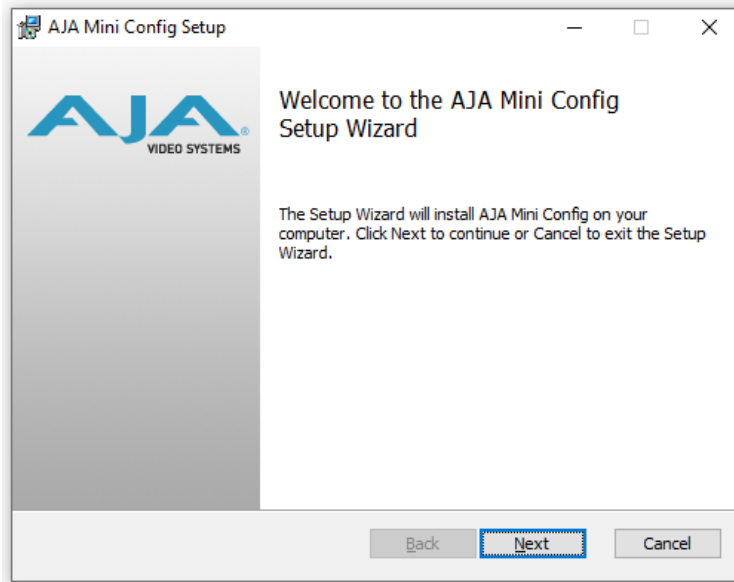 AJA Mini Config Setup
AJA®
VIDEO SYSTEMS
Welcome to the AJA Mini Config
Setup Wizard
The Setup Wizard will install AJA Mini Config on your
computer. Click Next to continue or Cancel to exit the Setup
Wizard.
Back
Next
Cancel